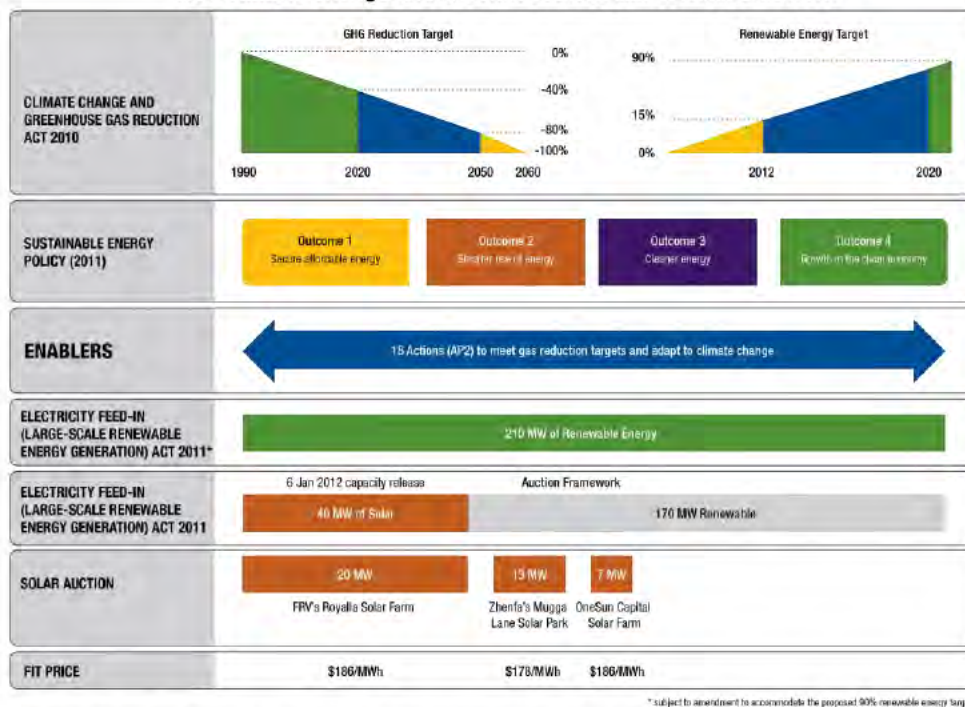 GHG Reduction Target
Renewable Energy Target
0%
-40%
-80%
-100%
90%
15%
0%
1990
2020
2050
2060
2012
2020
CLIMATE CHANGE AND
GREENHOUSE GAS REDUCTION
ACT 2010
SUSTAINABLE ENERGY
POLICY (2011)
Outcome 1
Secure affordable energy
Outcome 2
Smarter use of energy
Outcome 3
Cleaner energy
Outcome 4
Growth in the clean economy
ENABLERS
18 Actions (AP2) to meet gas reduction targets and adapt to climate change
ELECTRICITY FEED-IN
(LARGE-SCALE RENEWABLE
ENERGY GENERATION) ACT 2011*
210 MW of Renewable Energy
ELECTRICITY FEED-IN
(LARGE-SCALE RENEWABLE
ENERGY GENERATION) ACT 2011
6 Jan 2012 capacity release
Auction Framework
40 MW of Solar
170 MW Renewable
SOLAR AUCTION
20 MW
13 MW
7 MW
FRV's Royalla Solar Farm
Zhenfa's Mugga
Lane Solar Park
OneSun Capital
Solar Farm
FIT PRICE
$186/MWh
$178/MWh
$186/MWh
* subject to amendment to accommodate the proposed 90% renewable energy